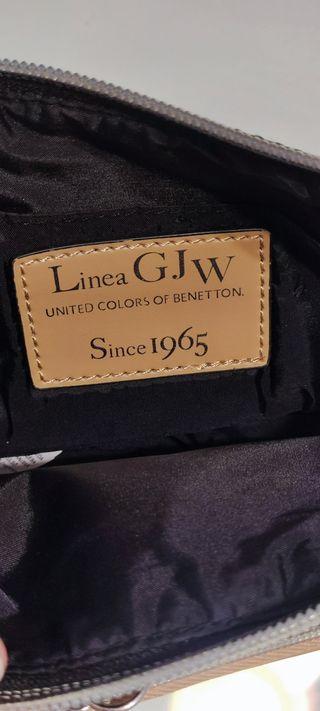 Linea GJW
UNITED COLORS OF BENETTON.
Since 1965